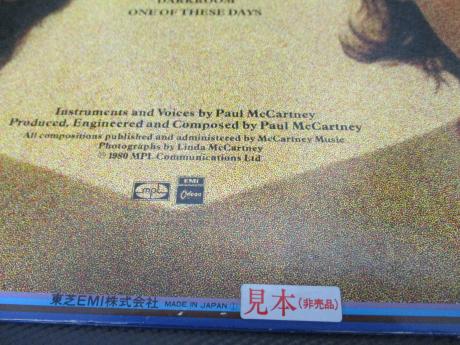 DARKROOM
ONE OF THESE DAYS
Instruments and Voices by Paul McCartney
Produced, Engineered and Composed by Paul McCartney
All compositions published and administered by McCartney Music
Photographs by Linda McCartney
© 1980 MPL Communications Ltd
mpl
EMI
Odeon
東芝EMI株式会社 MADE IN JAPAN
見本(非売品)